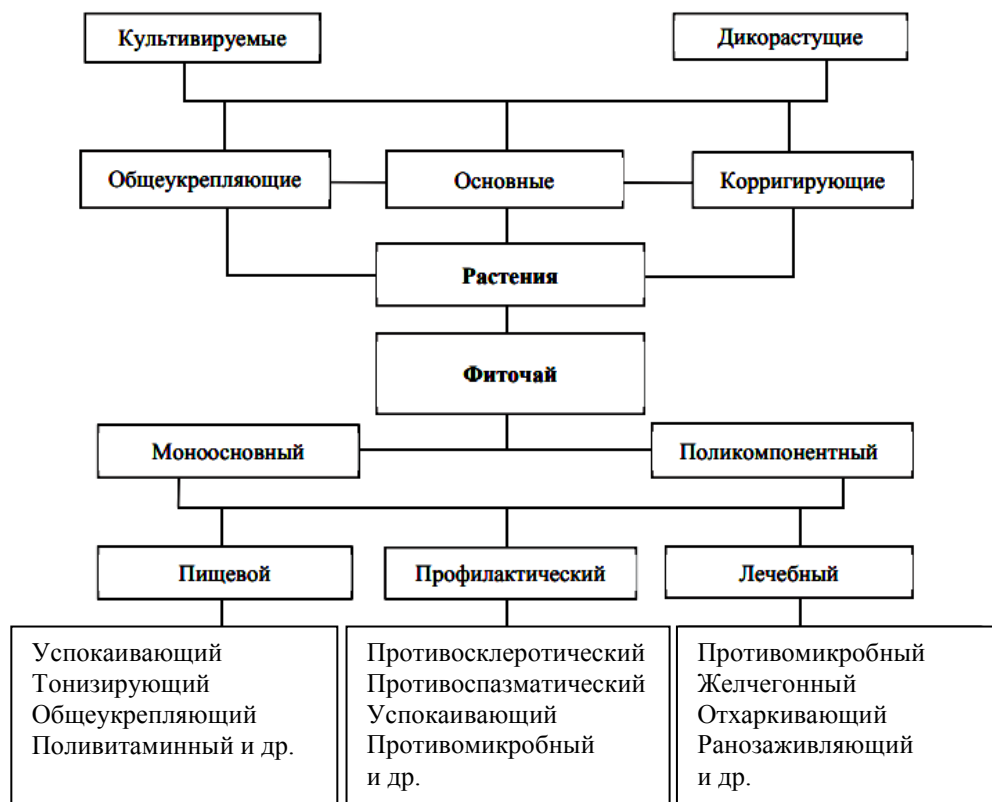 Культивируемые
Дикорастущие
Общеукрепляющие
Основные
Корригирующие
Растения
Фиточай
Моноосновный
Поликомпонентный
Пищевой
Профилактический
Лечебный
Успокаивающий
Тонизирующий
Общеукрепляющий
Поливитаминный и др.
Противосклеротический
Противоспазматический
Успокаивающий
Противомикробный
и др.
Противомикробный
Желчегонный
Отхаркивающий
Ранозаживляющий
и др.